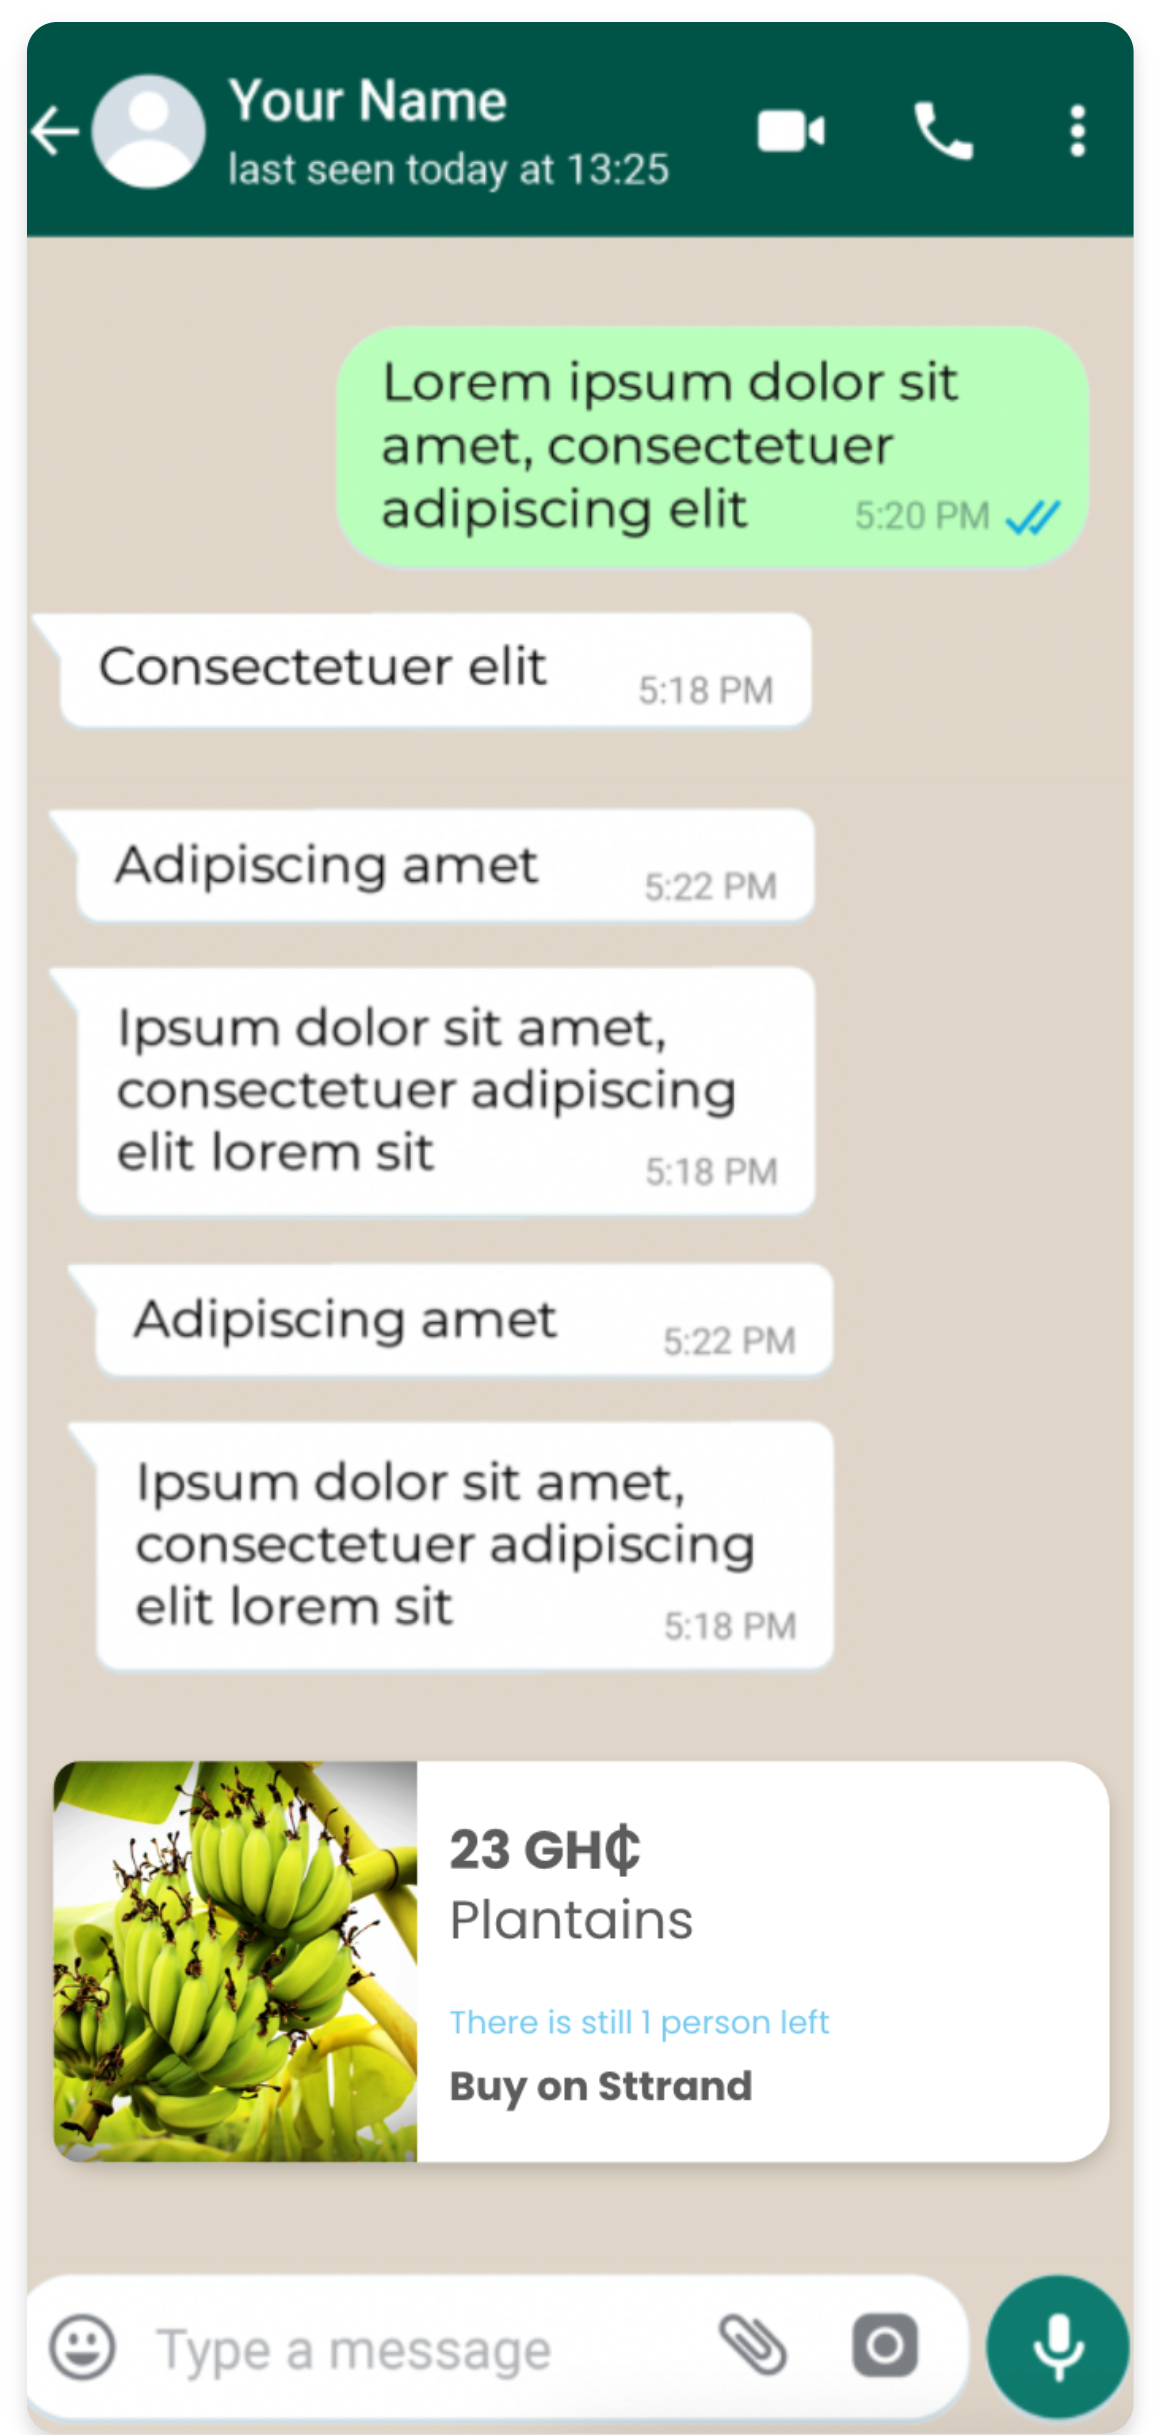 Your Name
last seen today at 13:25
Lorem ipsum dolor sit
amet, consectetuer
adipiscing elit
5:20 PM
Consectetuer elit
5:18 PM
Adipiscing amet
5:22 PM
Ipsum dolor sit amet,
consectetuer adipiscing
elit lorem sit
5:18 PM
Adipiscing amet
5:22 PM
Ipsum dolor sit amet,
consectetuer adipiscing
elit lorem sit
5:18 PM
23 GH₵
Plantains
There is still 1 person left
Buy on Sttrand
Type a message